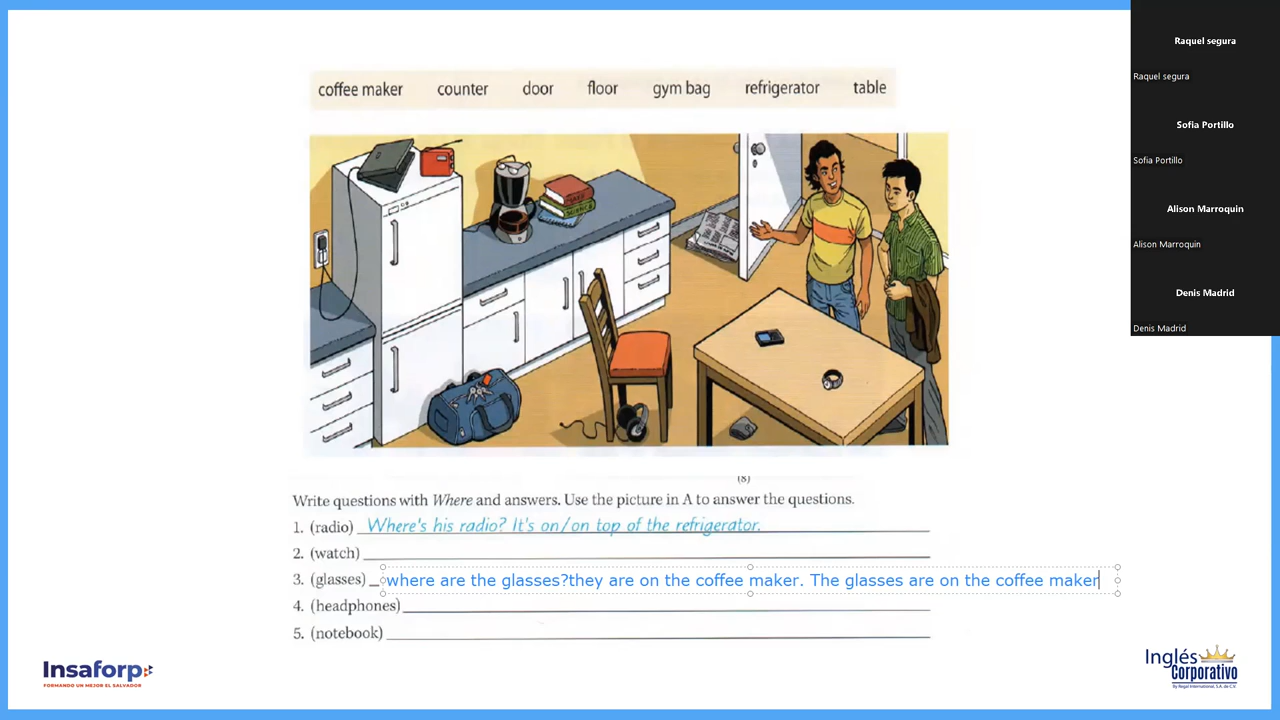 coffee maker counter door floor gym bag refrigerator table
(8)
Write questions with Where and answers. Use the picture in A to answer the questions.
1. (radio) Where's his radio? It's on/on top of the refrigerator.
2. (watch)
3. (glasses) where are the glasses?they are on the coffee maker. The glasses are on the coffee maker
4. (headphones)
5. (notebook)
Insaforp
FORMANDO UN MEJOR EL SALVADOR
Inglés
Corporativo
By Regal International, S.A. de C.V.
Raquel segura
Raquel segura
Sofia Portillo
Sofia Portillo
Alison Marroquin
Alison Marroquin
Denis Madrid
Denis Madrid